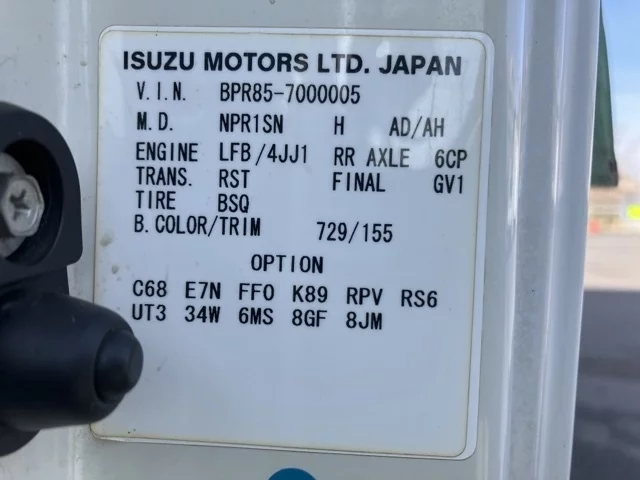 ISUZU MOTORS LTD. JAPAN
V.I.N. BPR85-7000005
M.D. NPR1SN H AD/AH
ENGINE LFB/4JJ1 RR AXLE 6CP
TRANS. RST FINAL GV1
TIRE BSQ
B.COLOR/TRIM 729/155
OPTION
C68 E7N FF0 K89 RPV RS6
UT3 34W 6MS 8GF 8JM